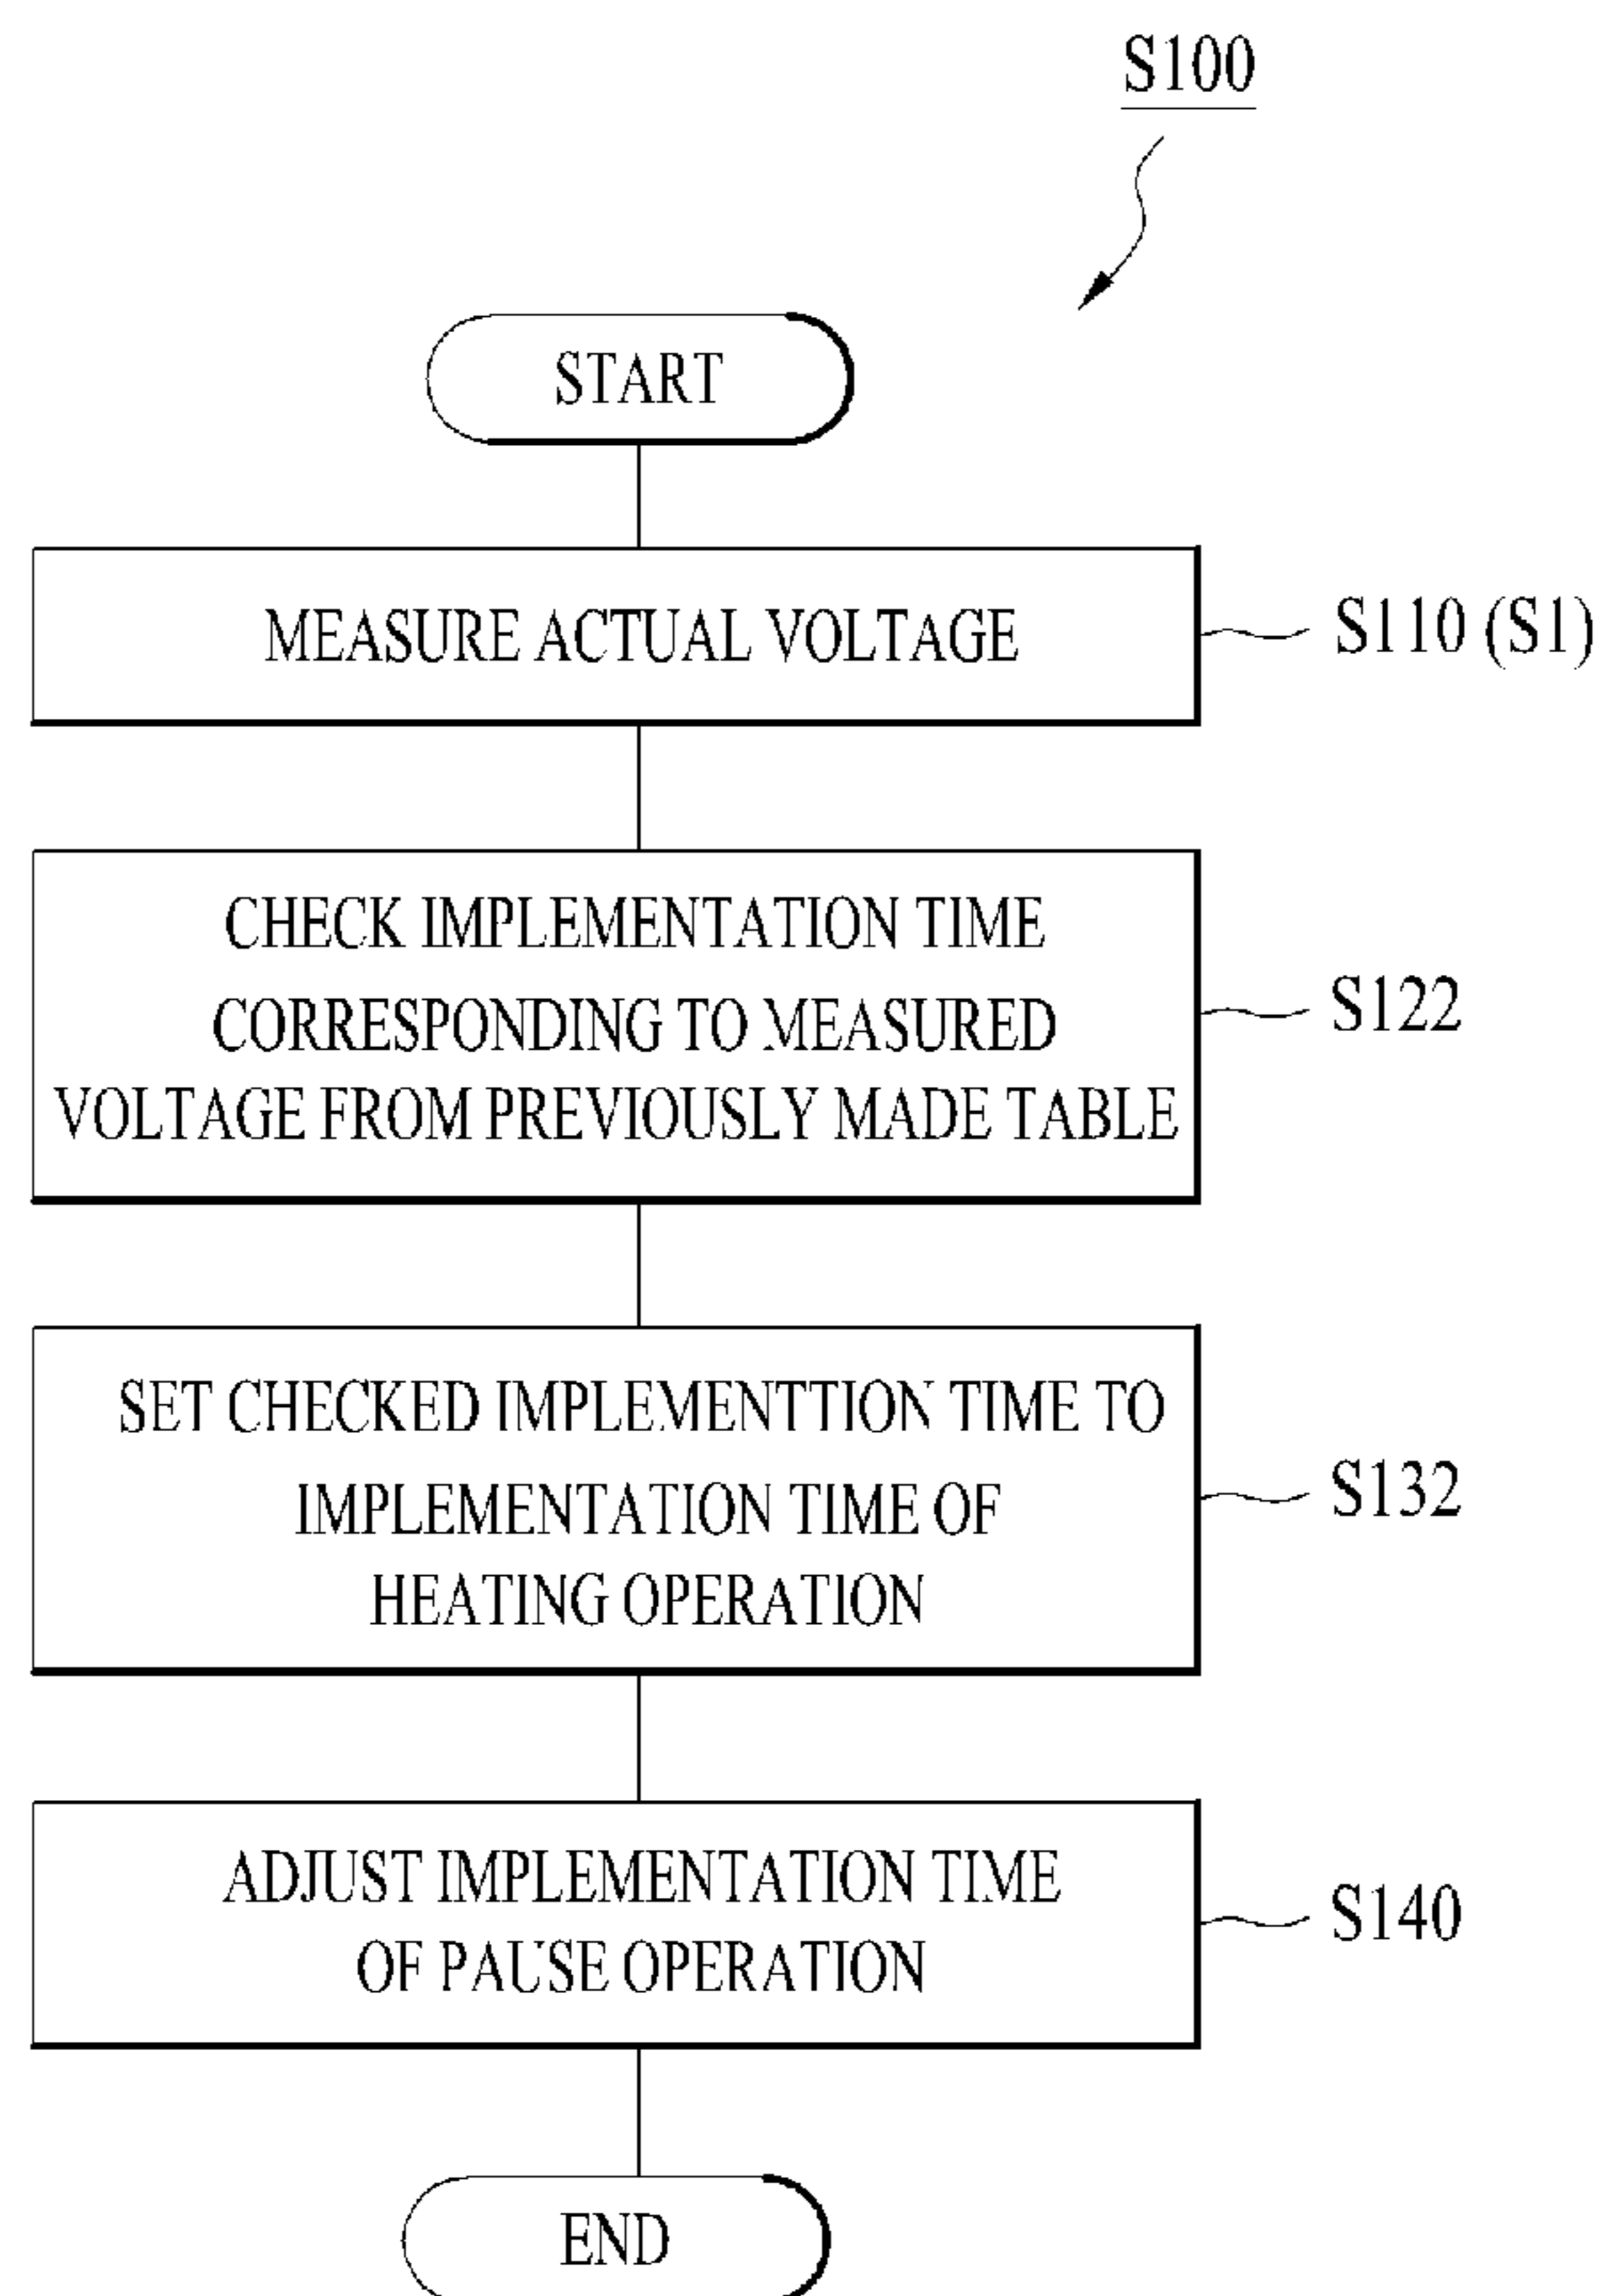 S100
START
MEASURE ACTUAL VOLTAGE
S110 (S1)
CHECK IMPLEMENTATION TIME
CORRESPONDING TO MEASURED
VOLTAGE FROM PREVIOUSLY MADE TABLE
S122
SET CHECKED IMPLEMENTTION TIME TO
IMPLEMENTATION TIME OF
HEATING OPERATION
S132
ADJUST IMPLEMENTATION TIME
OF PAUSE OPERATION
S140
END